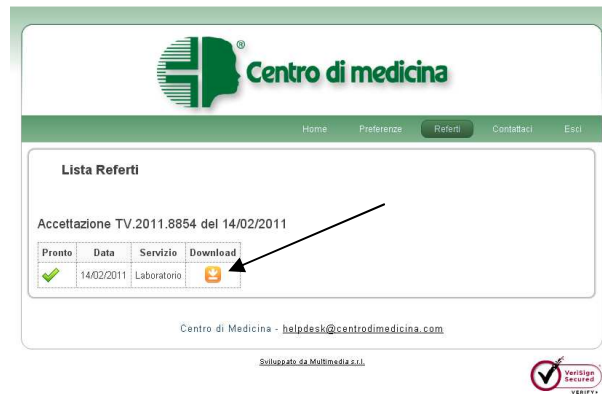 ®
Centro di medicina
Home Preferenze Referti Contattaci Esci
Lista Referti
Accettazione TV.2011.8854 del 14/02/2011
Pronto Data Servizio Download
14/02/2011 Laboratorio
Centro di Medicina - helpdesk@centrodimedicina.com
Sviluppato da Multimedia s.r.l.
VeriSign
Secured
VERIFY▸